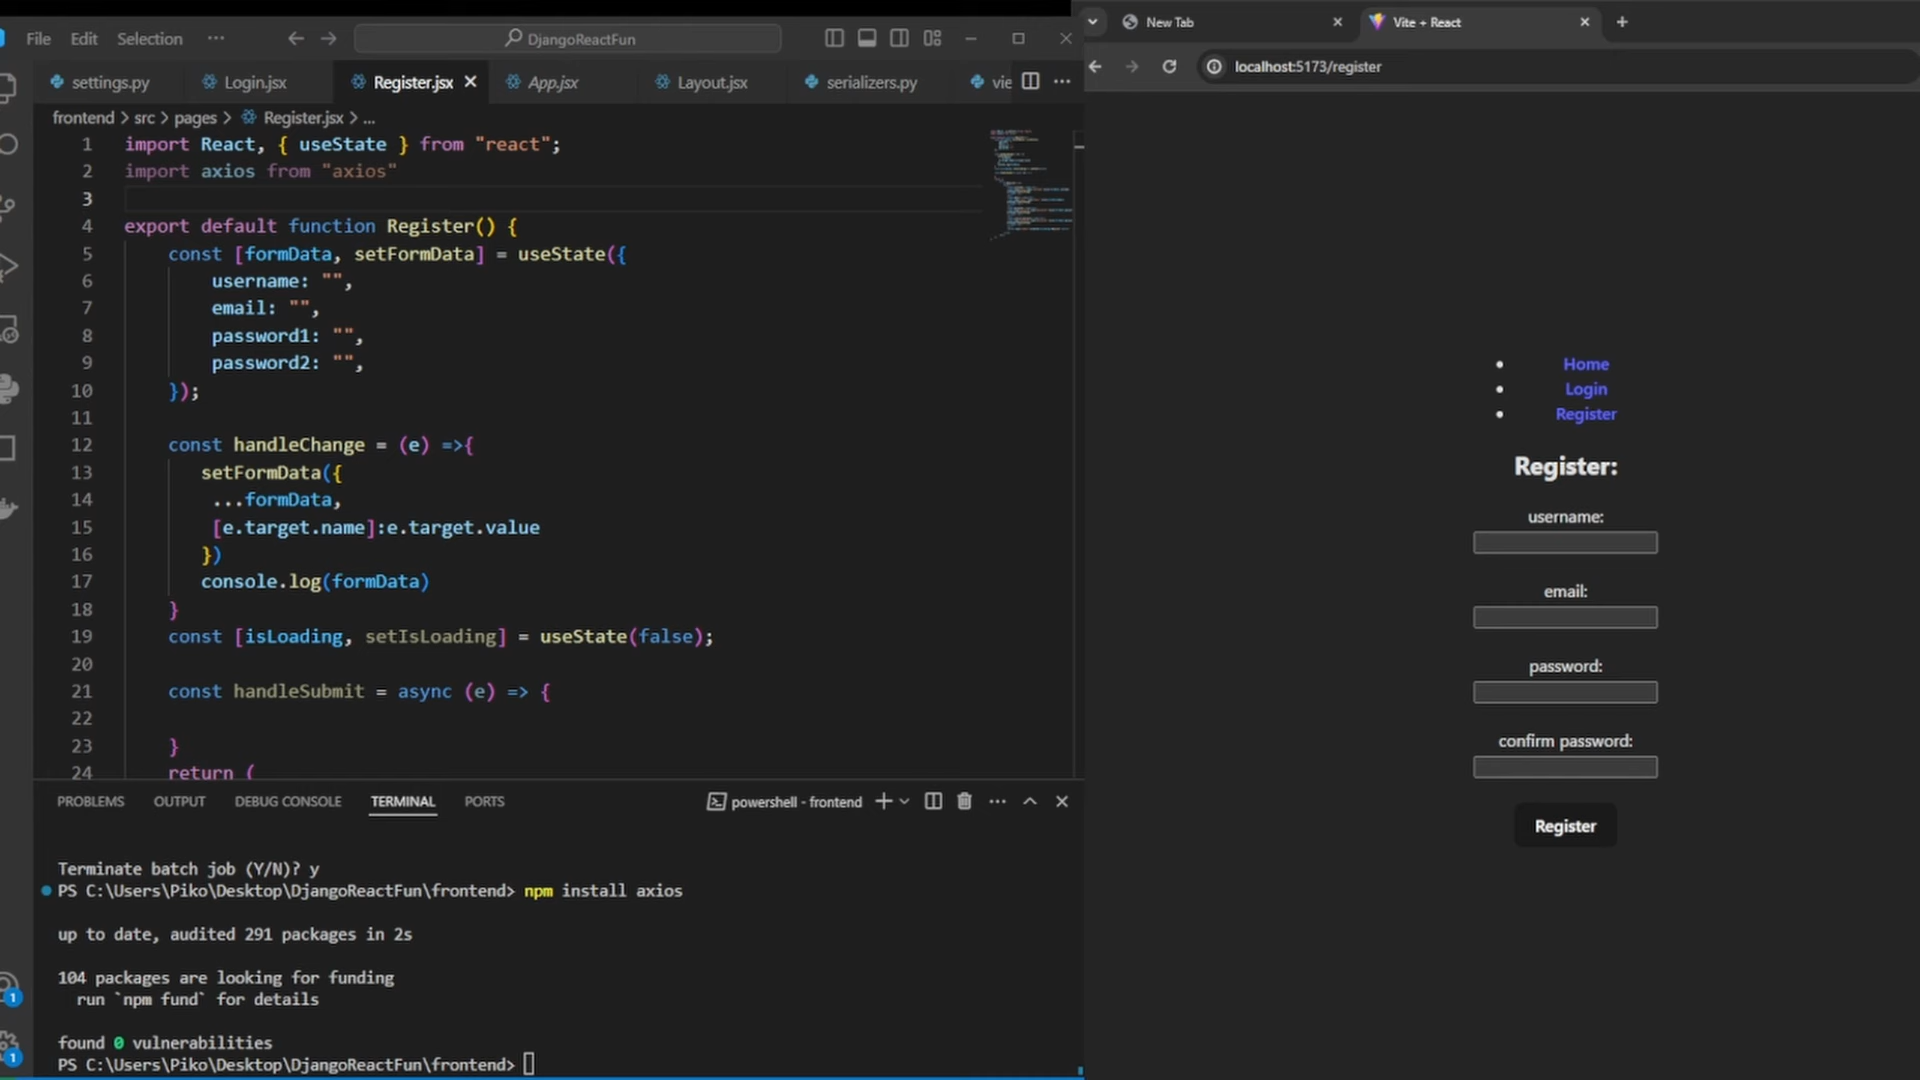 File Edit Selection ··· DjangoReactFun
settings.py Login.jsx Register.jsx App.jsx Layout.jsx serializers.py vie ···
frontend > src > pages > Register.jsx > ...
1 import React, { useState } from "react";
2 import axios from "axios"
3
4 export default function Register() {
5 const [formData, setFormData] = useState({
6 username: "",
7 email: "",
8 password1: "",
9 password2: "",
10 });
11
12 const handleChange = (e) =>{
13 setFormData({
14 ...formData,
15 [e.target.name]:e.target.value
16 })
17 console.log(formData)
18 }
19 const [isLoading, setIsLoading] = useState(false);
20
21 const handleSubmit = async (e) => {
22
23 }
24 return (
PROBLEMS OUTPUT DEBUG CONSOLE TERMINAL PORTS powershell - frontend
Terminate batch job (Y/N)? y
PS C:\Users\Piko\Desktop\DjangoReactFun\frontend> npm install axios
up to date, audited 291 packages in 2s
104 packages are looking for funding
run `npm fund` for details
found 0 vulnerabilities
PS C:\Users\Piko\Desktop\DjangoReactFun\frontend>
1
1
New Tab Vite + React
localhost:5173/register
Home
Login
Register
Register:
username:
email:
password:
confirm password:
Register